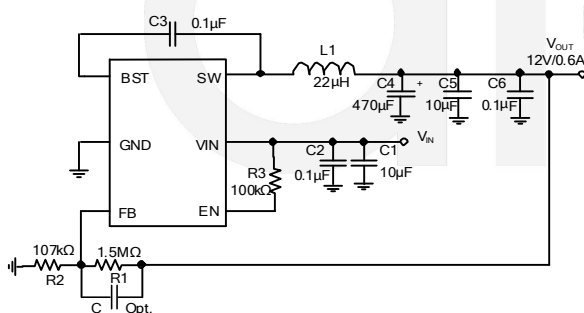 C3 0.1µF
L1
22µH
VOUT
12V/0.6A
BST SW
C4 + C5 C6
470µF 10µF 0.1µF
GND VIN
VIN
C2 C1
0.1µF 10µF
R3
100kΩ
FB EN
107kΩ 1.5MΩ
R2 R1
C Opt.